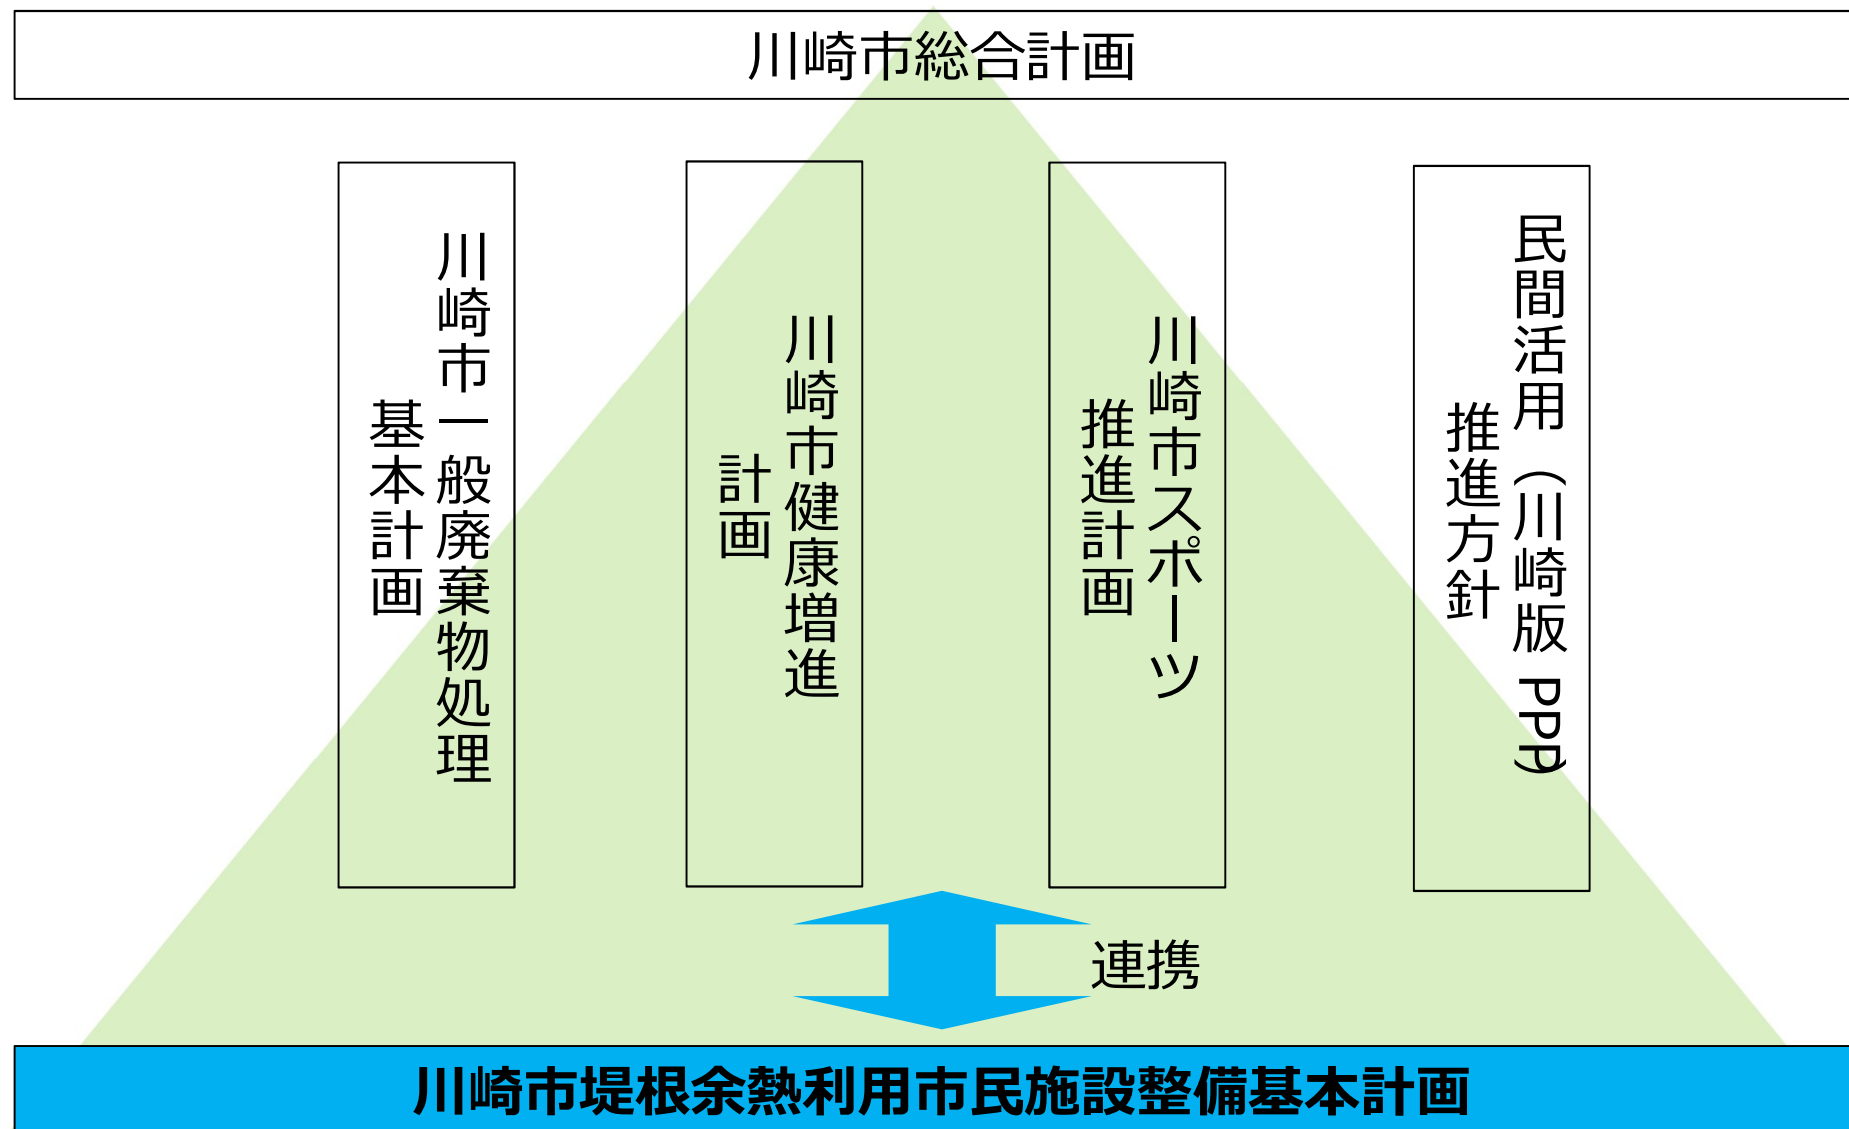 川崎市総合計画
川崎市一般廃棄物処理
基本計画
川崎市健康増進
計画
川崎市スポーツ
推進計画
民間活用（川崎版PPP）
推進方針
連携
川崎市堤根余熱利用市民施設整備基本計画